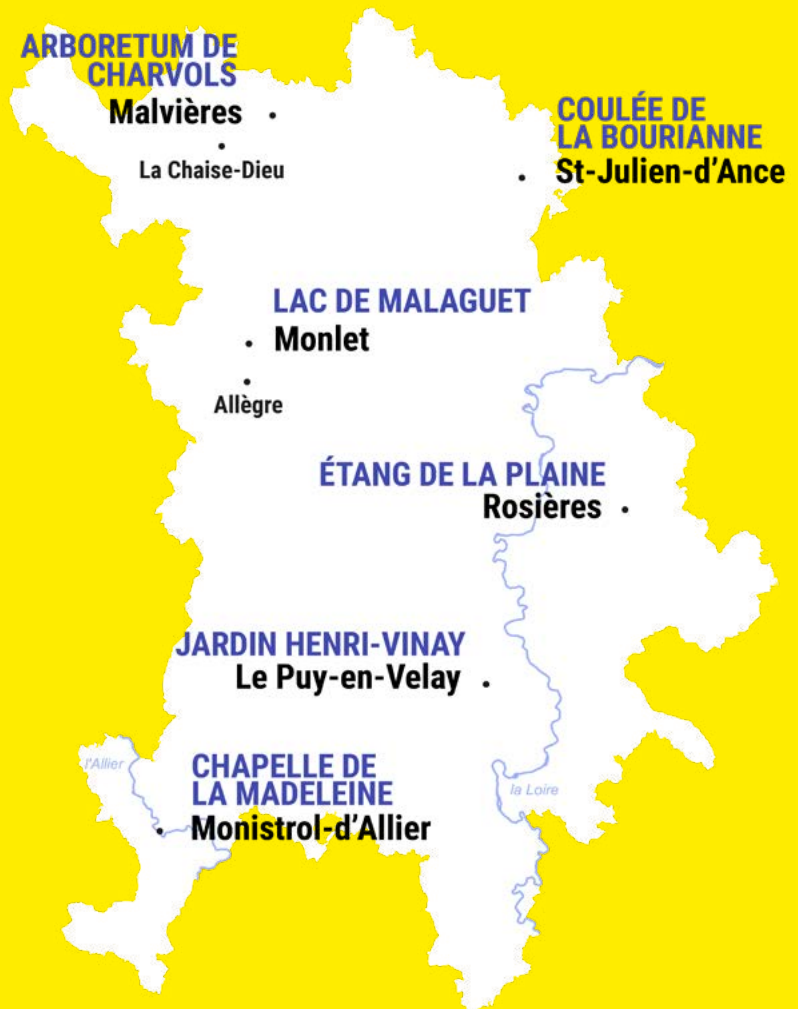 ARBORETUM DE
CHARVOLS
Malvières
La Chaise-Dieu
COULÉE DE
LA BOURIANNE
St-Julien-d’Ance
LAC DE MALAGUET
Monlet
Allègre
ÉTANG DE LA PLAINE
Rosières
JARDIN HENRI-VINAY
Le Puy-en-Velay
l'Allier
CHAPELLE DE
LA MADELEINE
Monistrol-d’Allier
la Loire